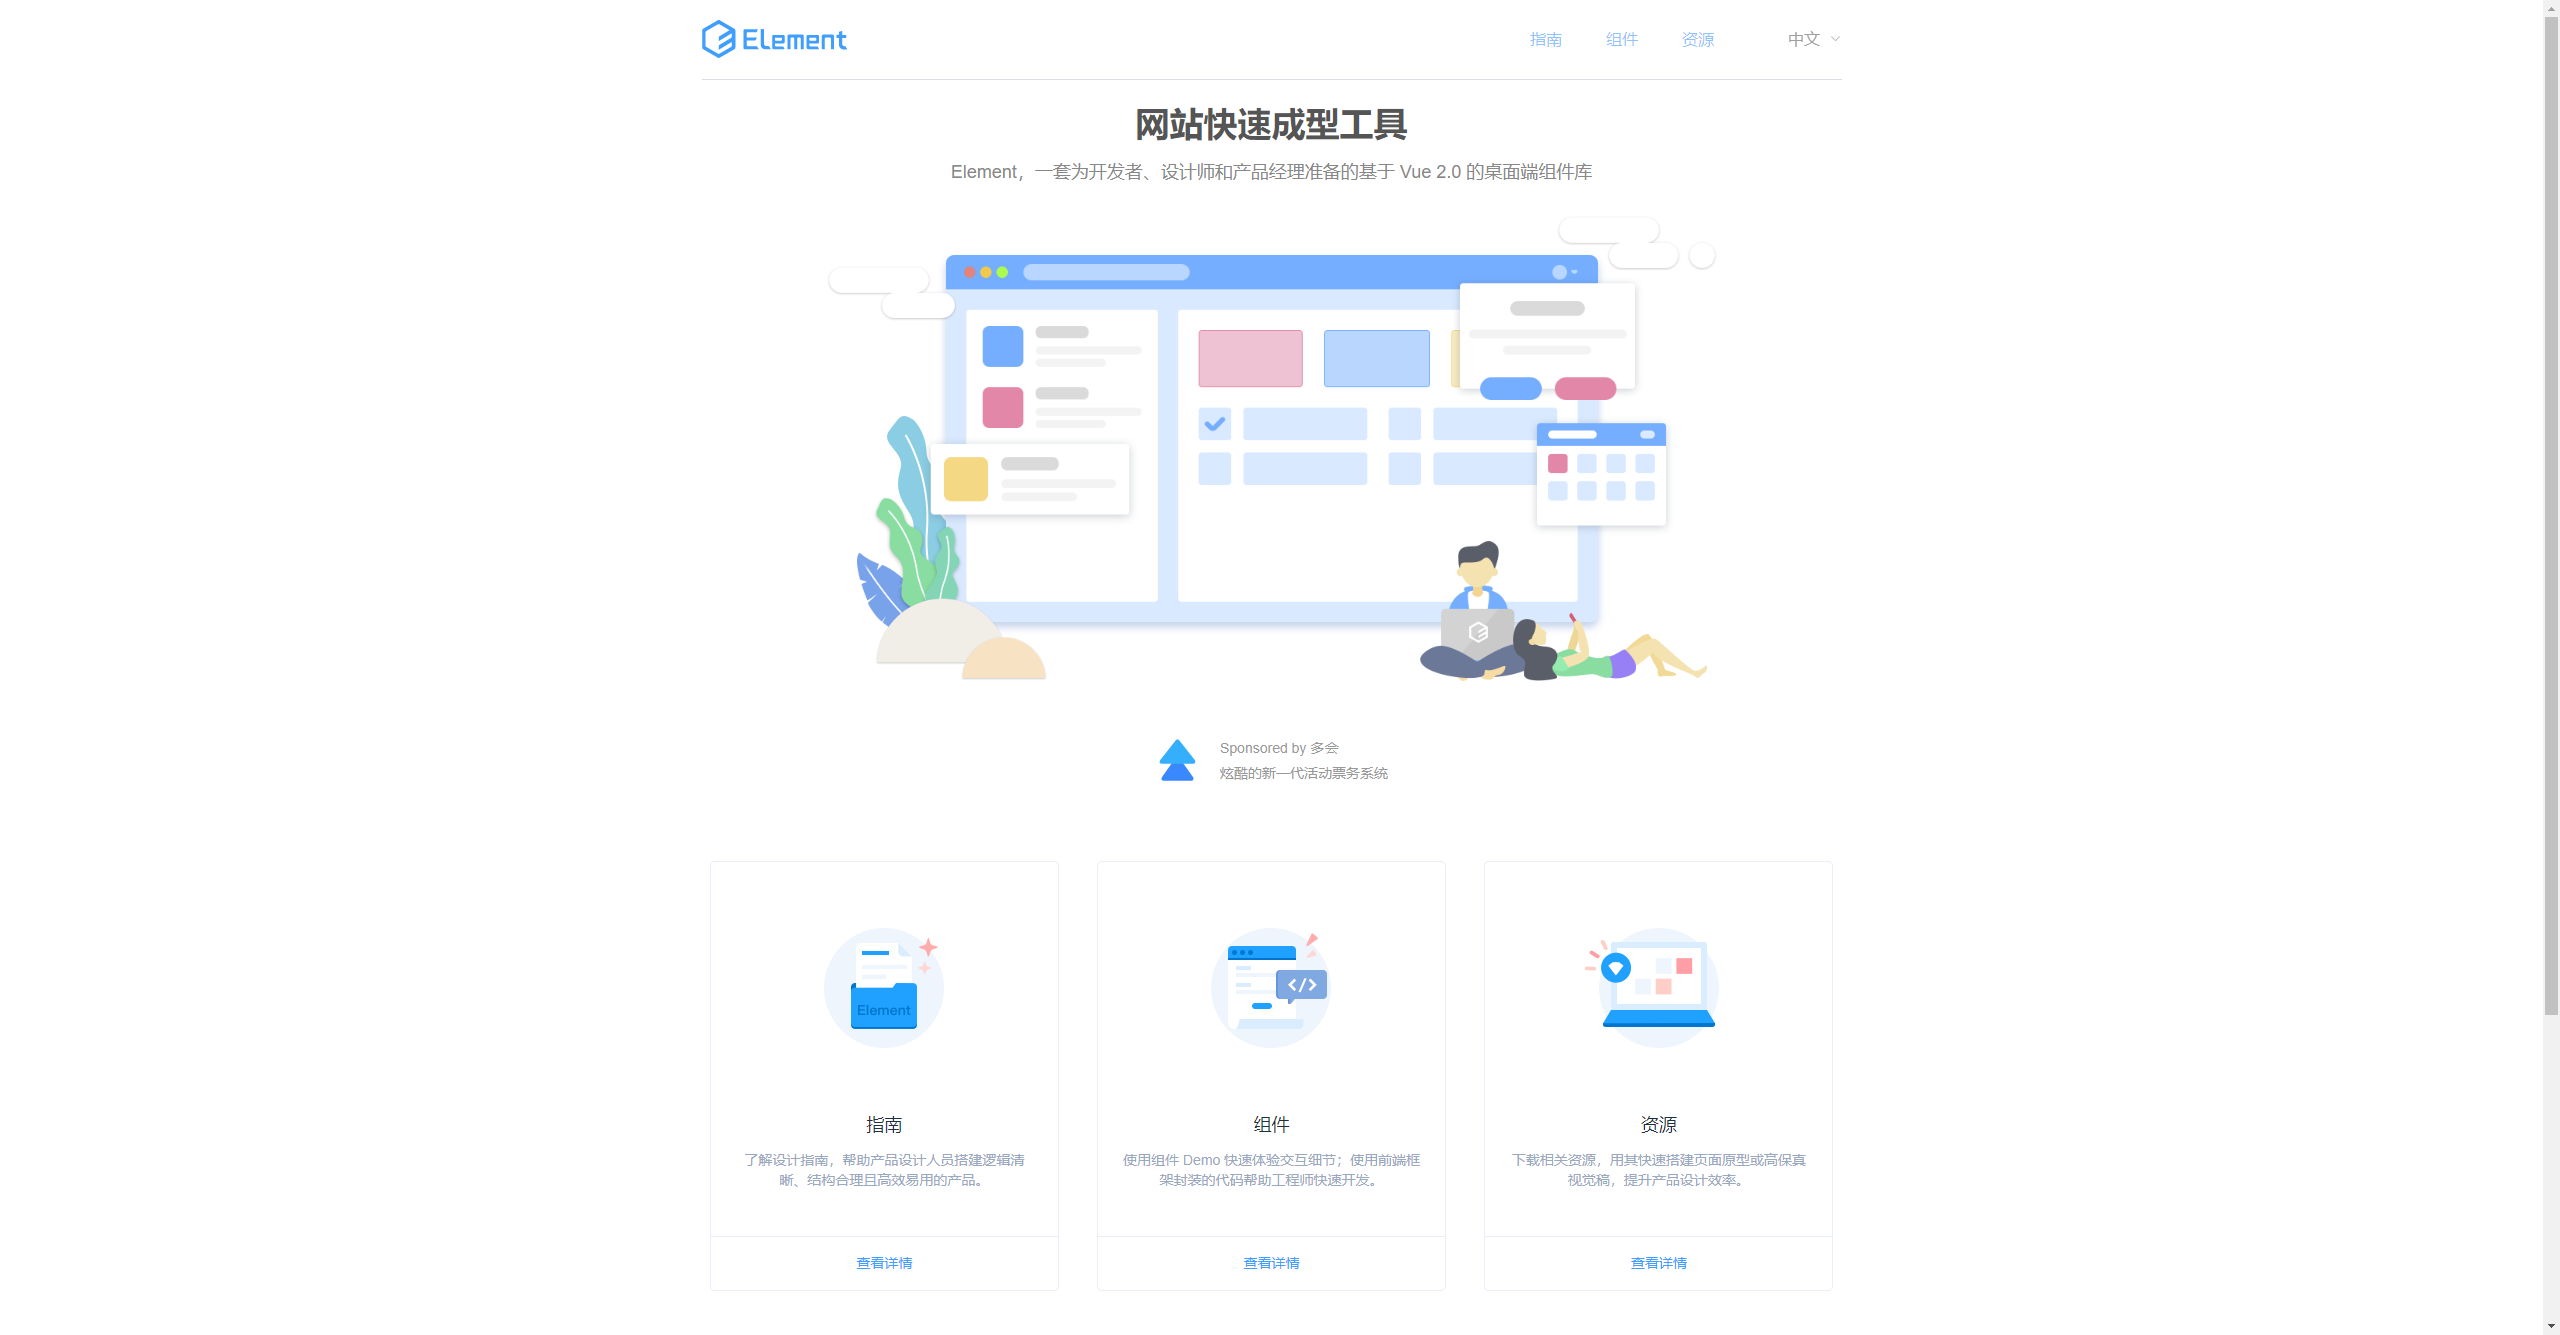 Element
指南 组件 资源 中文
网站快速成型工具
Element，一套为开发者、设计师和产品经理准备的基于 Vue 2.0 的桌面端组件库
Sponsored by 多会
炫酷的新一代活动票务系统
Element
指南
了解设计指南，帮助产品设计人员搭建逻辑清
晰、结构合理且高效易用的产品。
查看详情
</>
组件
使用组件 Demo 快速体验交互细节；使用前端框
架封装的代码帮助工程师快速开发。
查看详情
资源
下载相关资源，用其快速搭建页面原型或高保真
视觉稿，提升产品设计效率。
查看详情